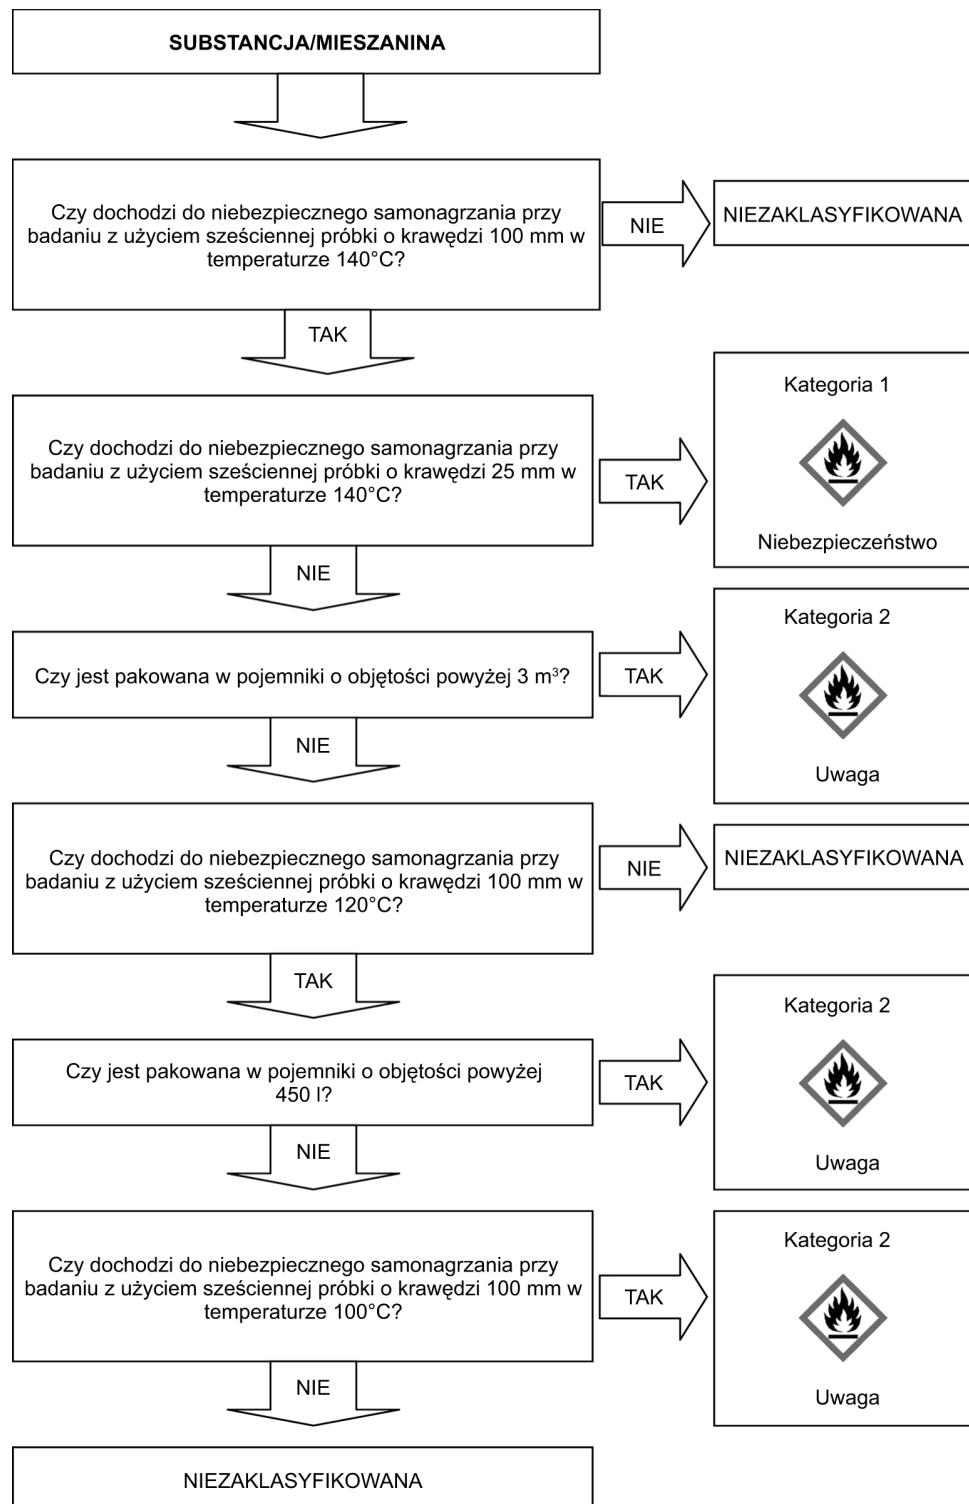 SUBSTANCJA/MIESZANINA
Czy dochodzi do niebezpiecznego samonagrzania przy
badaniu z użyciem sześciennej próbki o krawędzi 100 mm w
temperaturze 140°C?
NIE
NIEZAKLASYFIKOWANA
TAK
Czy dochodzi do niebezpiecznego samonagrzania przy
badaniu z użyciem sześciennej próbki o krawędzi 25 mm w
temperaturze 140°C?
TAK
Kategoria 1
Niebezpieczeństwo
NIE
Czy jest pakowana w pojemniki o objętości powyżej 3 m³?
TAK
Kategoria 2
Uwaga
NIE
Czy dochodzi do niebezpiecznego samonagrzania przy
badaniu z użyciem sześciennej próbki o krawędzi 100 mm w
temperaturze 120°C?
NIE
NIEZAKLASYFIKOWANA
TAK
Czy jest pakowana w pojemniki o objętości powyżej
450 l?
TAK
Kategoria 2
Uwaga
NIE
Czy dochodzi do niebezpiecznego samonagrzania przy
badaniu z użyciem sześciennej próbki o krawędzi 100 mm w
temperaturze 100°C?
TAK
Kategoria 2
Uwaga
NIE
NIEZAKLASYFIKOWANA